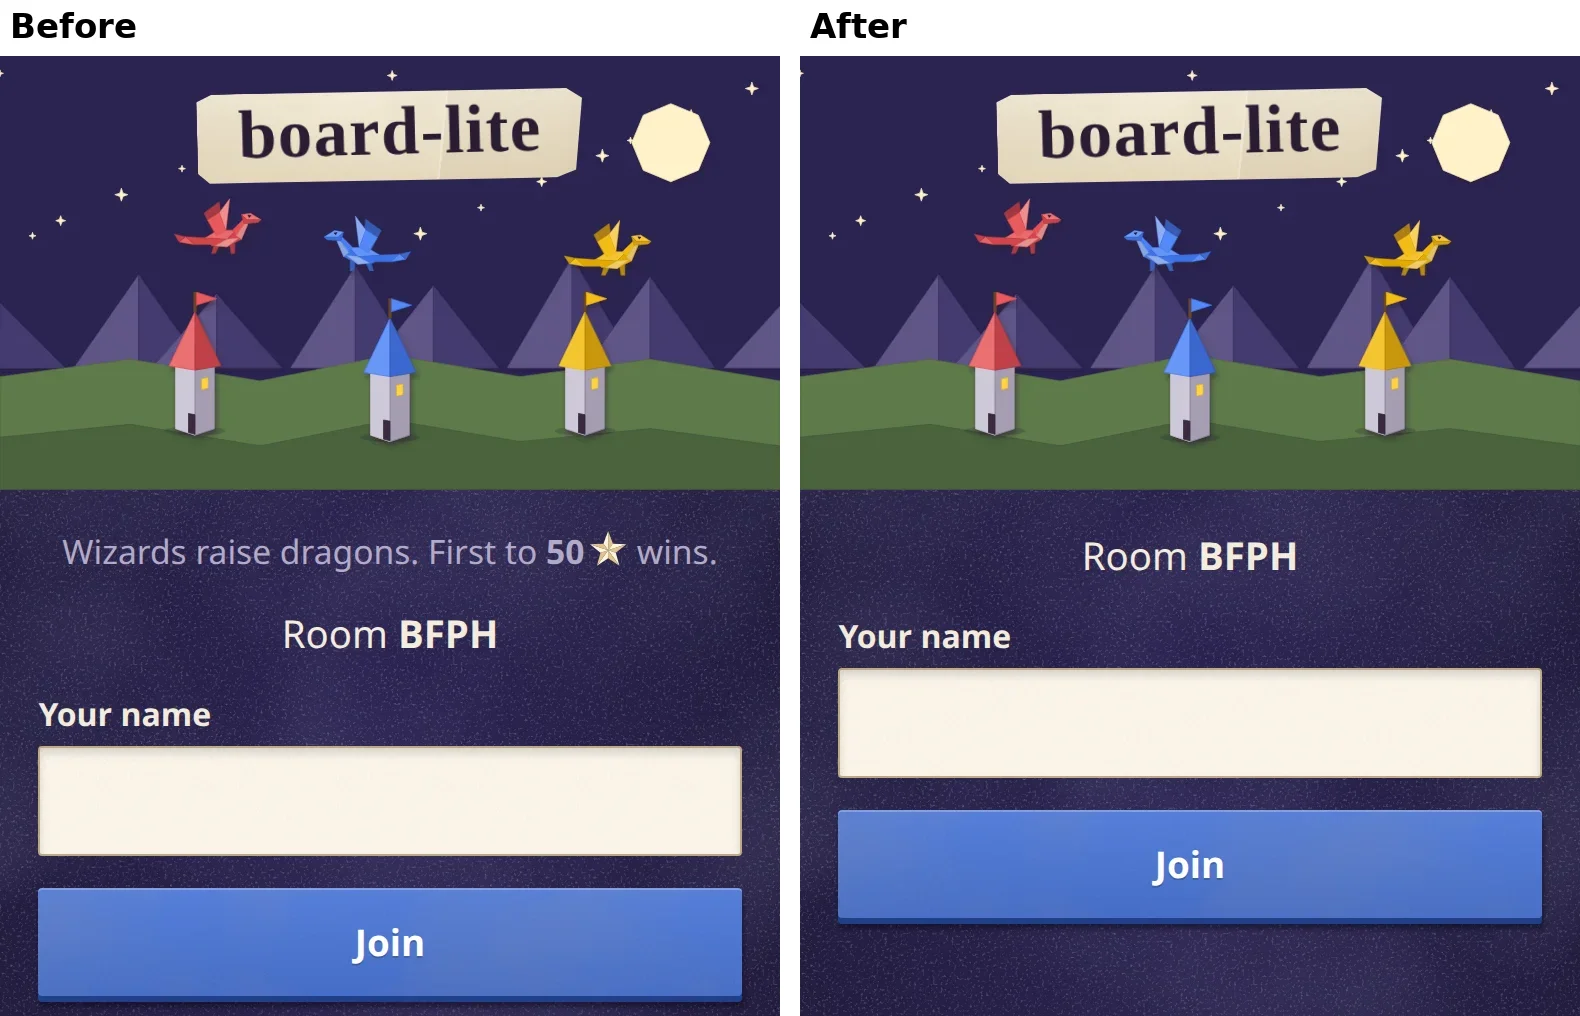 Before
board-lite
Wizards raise dragons. First to 50 wins.
Room BFPH
Your name
Join
After
board-lite
Room BFPH
Your name
Join